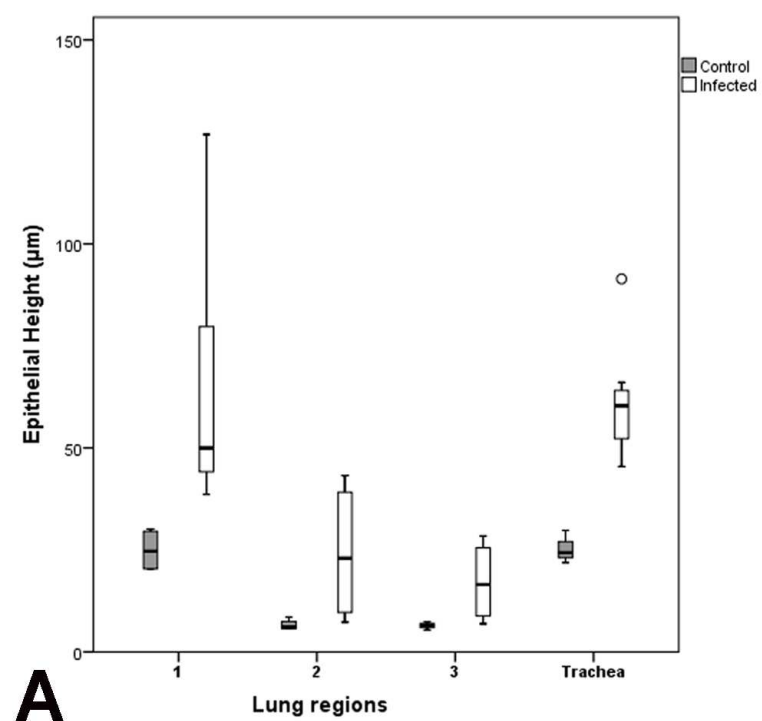 150
100
50
0
Epithelial Height (µm)
Control
Infected
1 2 3 Trachea
Lung regions
A